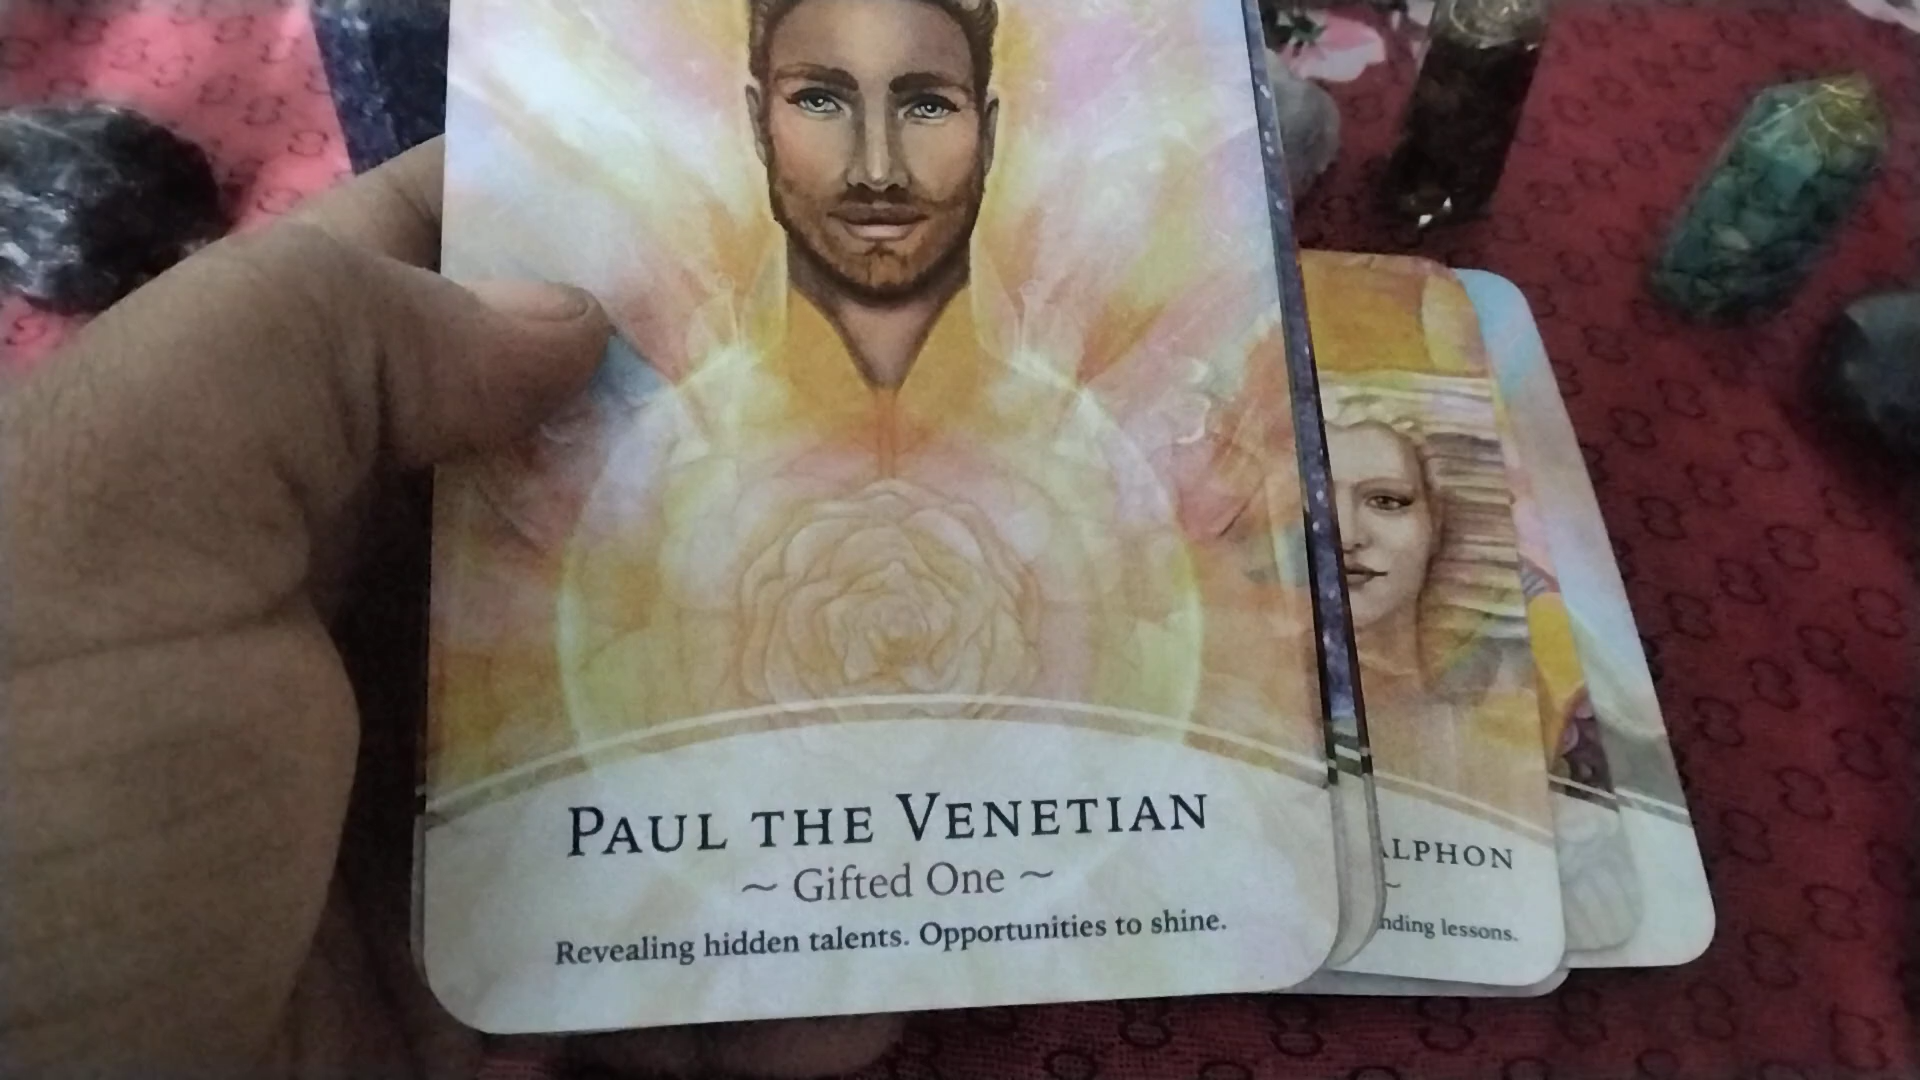 PAUL THE VENETIAN
~ Gifted One ~
Revealing hidden talents. Opportunities to shine.
ALPHON
~
nding lessons.